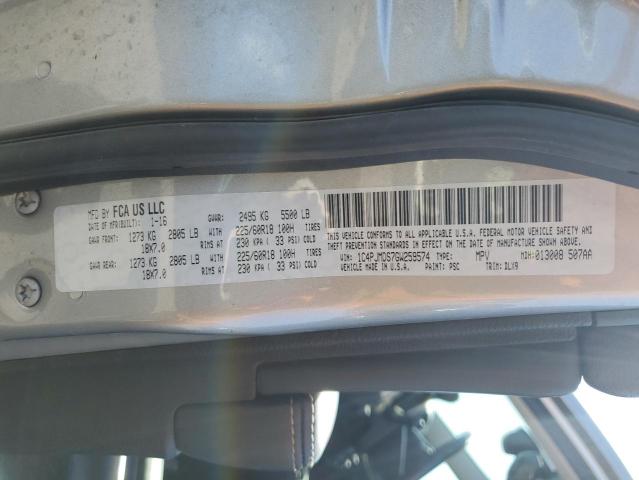 MFD BY FCA US LLC
DATE OF MFR(BUILT): 1-16
GVWR: 2495 KG 5500 LB
GAWR FRONT: 1273 KG 2805 LB WITH 225/60R18 100H TIRES
18X7.0 RIMS AT 230 KPA ( 33 PSI) COLD
GAWR REAR: 1273 KG 2805 LB WITH 225/60R18 100H TIRES
18X7.0 RIMS AT 230 KPA ( 33 PSI) COLD
THIS VEHICLE CONFORMS TO ALL APPLICABLE U.S.A. FEDERAL MOTOR VEHICLE SAFETY AND
THEFT PREVENTION STANDARDS IN EFFECT ON THE DATE OF MANUFACTURE SHOWN ABOVE.
VIN: 1C4PJMDS7GW258574 TYPE: MPV MDH: 013008 507AA
VEHICLE MADE IN U.S.A. PAINT: PSC TRIM: DLX9